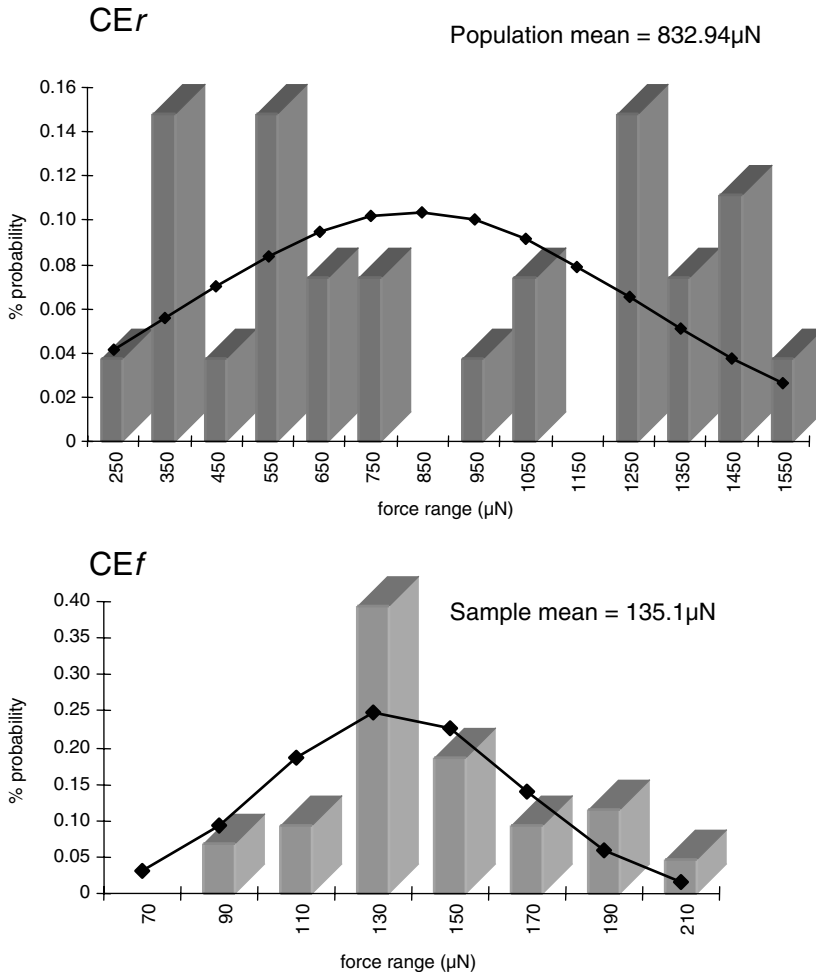 CEr
Population mean = 832.94µN
% probability
0.16
0.14
0.12
0.10
0.08
0.06
0.04
0.02
0
250 350 450 550 650 750 850 950 1050 1150 1250 1350 1450 1550
force range (µN)
CEf
Sample mean = 135.1µN
% probability
0.40
0.35
0.30
0.25
0.20
0.15
0.10
0.05
0
70 90 110 130 150 170 190 210
force range (µN)